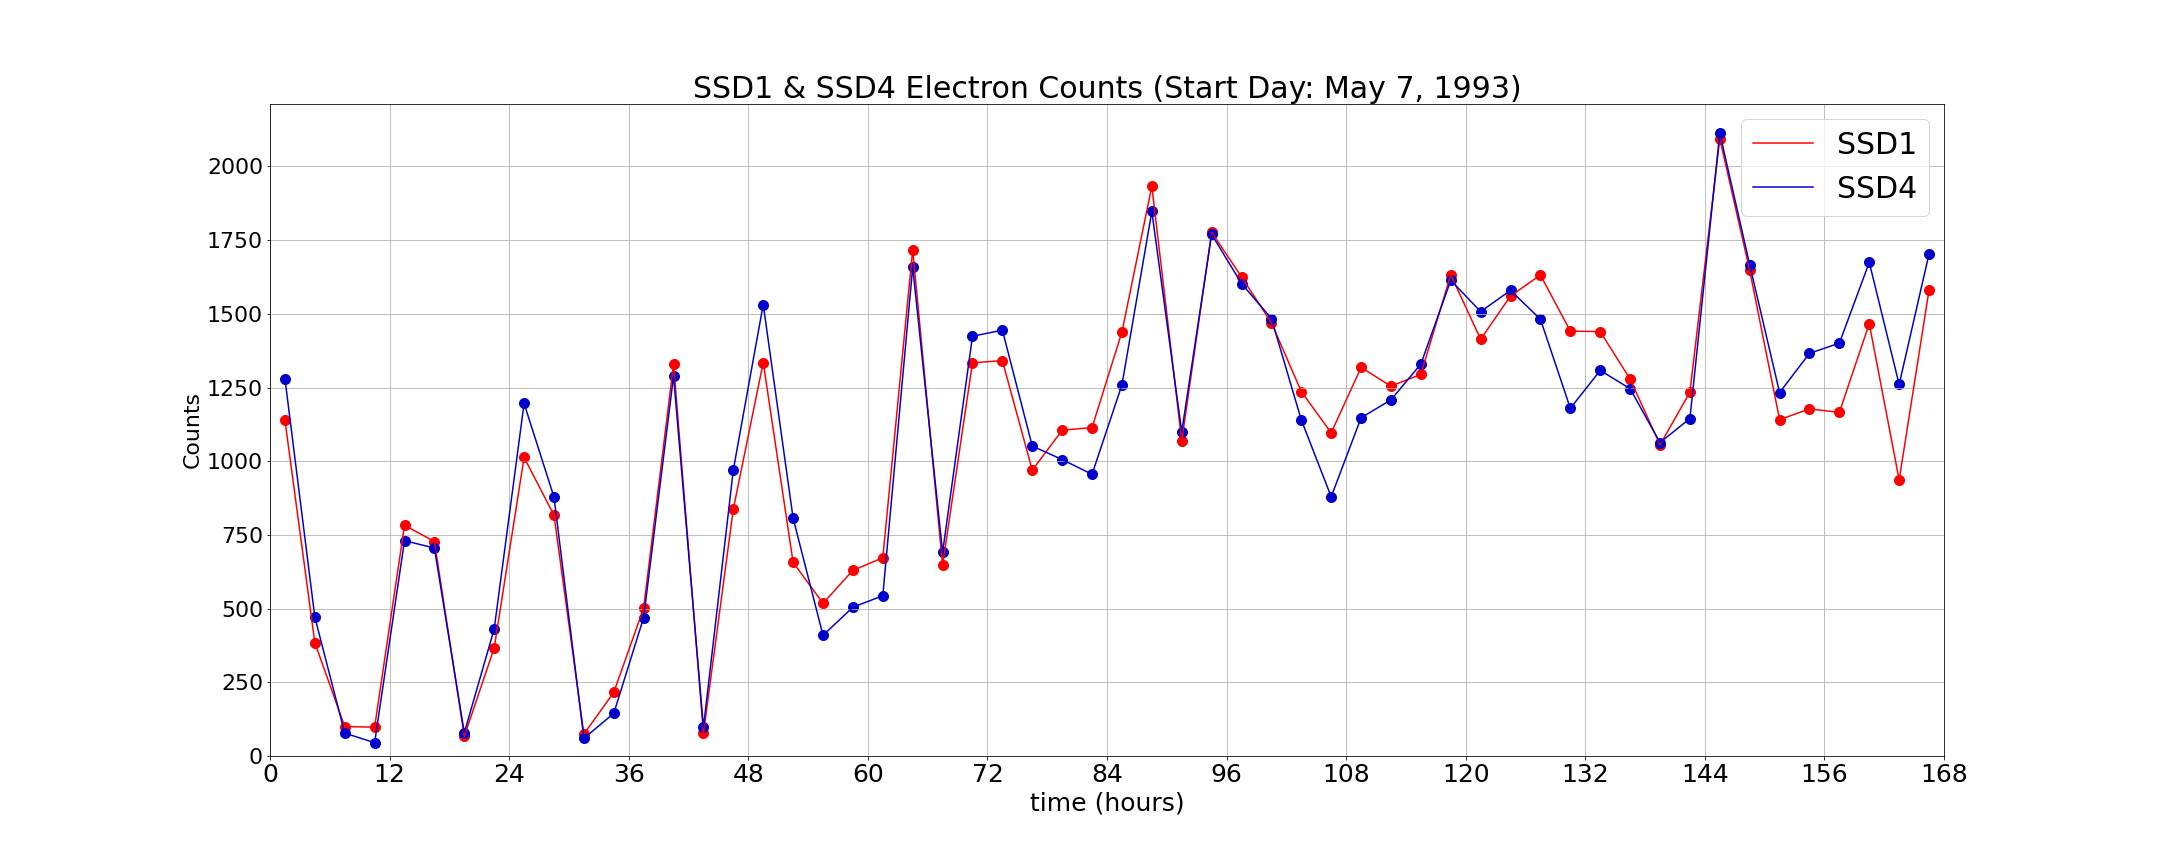 SSD1 & SSD4 Electron Counts (Start Day: May 7, 1993)
SSD1
SSD4
2000
1750
1500
1250
1000
750
500
250
0
Counts
0 12 24 36 48 60 72 84 96 108 120 132 144 156 168
time (hours)